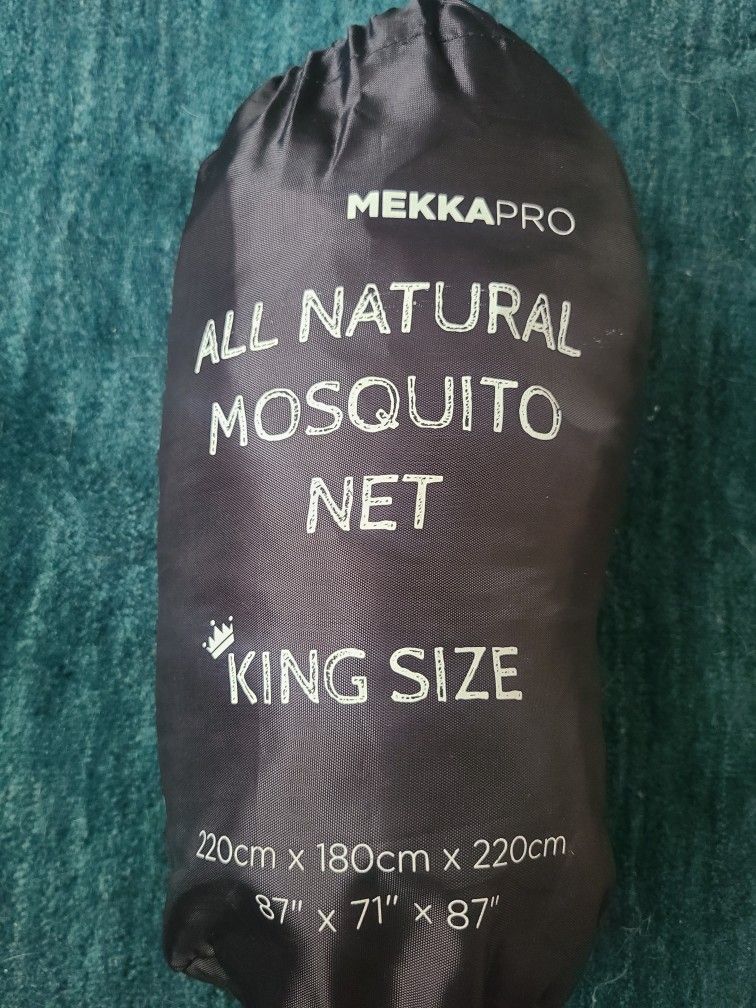 MEKKAPRO
ALL NATURAL
MOSQUITO
NET
KING SIZE
220cm x 180cm x 220cm
87" x 71" x 87"